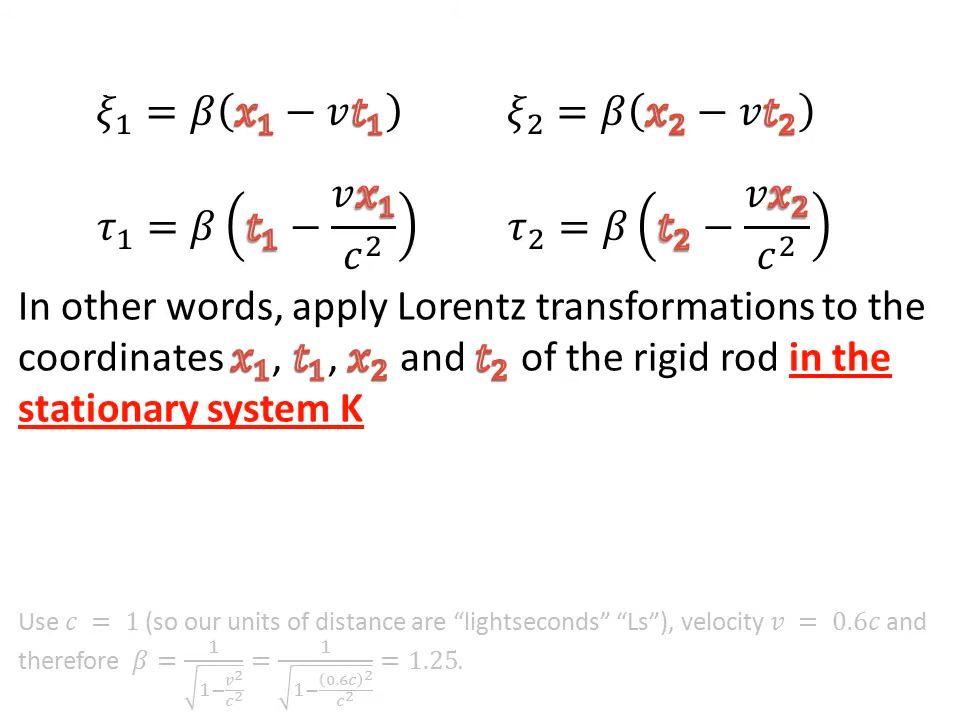 ξ₁ = β(x₁ − vt₁) ξ₂ = β(x₂ − vt₂)
τ₁ = β(t₁ − vx₁/c²) τ₂ = β(t₂ − vx₂/c²)
In other words, apply Lorentz transformations to the
coordinates x₁, t₁, x₂ and t₂ of the rigid rod in the
stationary system K
Use c = 1 (so our units of distance are “lightseconds” “Ls”), velocity v = 0.6c and
therefore β = 1/√(1−v²/c²) = 1/√(1−(0.6c)²/c²) = 1.25.